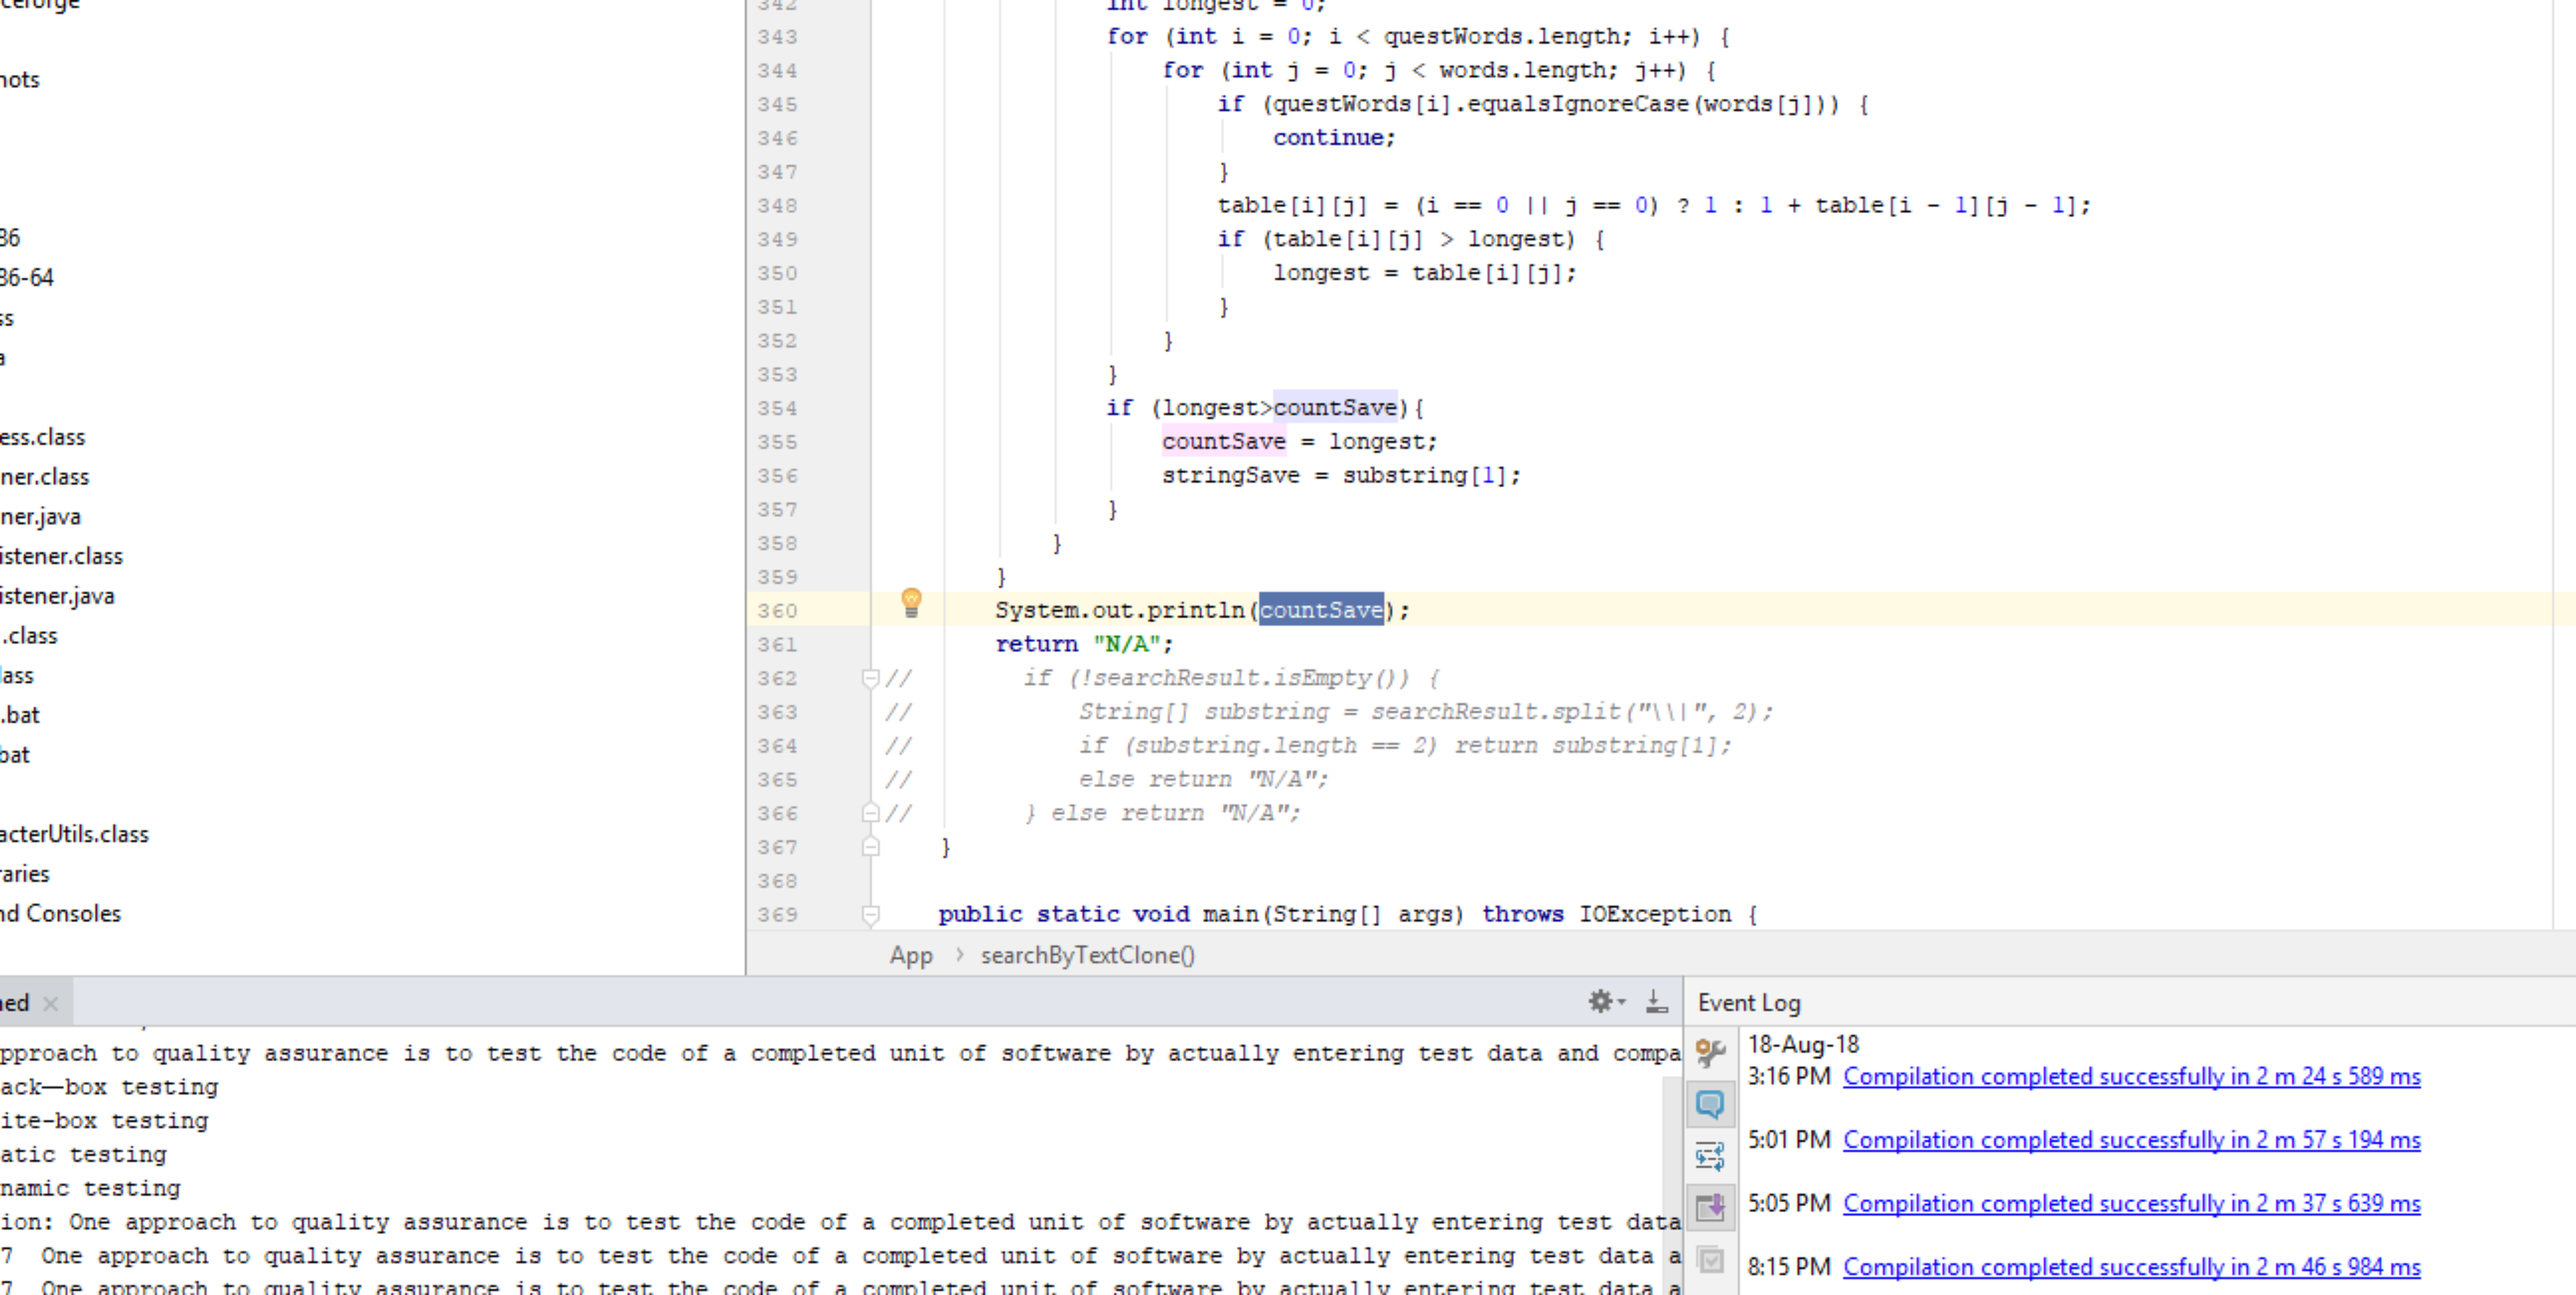 ceforge
hots
86
86-64
ss
a
ess.class
ner.class
ner.java
istener.class
istener.java
.class
lass
.bat
bat
acterUtils.class
raries
nd Consoles
342 int longest = 0;
343 for (int i = 0; i < questWords.length; i++) {
344 for (int j = 0; j < words.length; j++) {
345 if (questWords[i].equalsIgnoreCase(words[j])) {
346 continue;
347 }
348 table[i][j] = (i == 0 || j == 0) ? 1 : 1 + table[i - 1][j - 1];
349 if (table[i][j] > longest) {
350 longest = table[i][j];
351 }
352 }
353 }
354 if (longest>countSave){
355 countSave = longest;
356 stringSave = substring[1];
357 }
358 }
359 }
360 System.out.println(countSave);
361 return "N/A";
362 // if (!searchResult.isEmpty()) {
363 // String[] substring = searchResult.split("\\|", 2);
364 // if (substring.length == 2) return substring[1];
365 // else return "N/A";
366 // } else return "N/A";
367 }
368
369 public static void main(String[] args) throws IOException {
App › searchByTextClone()
ned ×
pproach to quality assurance is to test the code of a completed unit of software by actually entering test data and compa
ack—box testing
ite-box testing
atic testing
namic testing
ion: One approach to quality assurance is to test the code of a completed unit of software by actually entering test data
7 One approach to quality assurance is to test the code of a completed unit of software by actually entering test data a
7 One approach to quality assurance is to test the code of a completed unit of software by actually entering test data a
Event Log
18-Aug-18
3:16 PM Compilation completed successfully in 2 m 24 s 589 ms
5:01 PM Compilation completed successfully in 2 m 57 s 194 ms
5:05 PM Compilation completed successfully in 2 m 37 s 639 ms
8:15 PM Compilation completed successfully in 2 m 46 s 984 ms